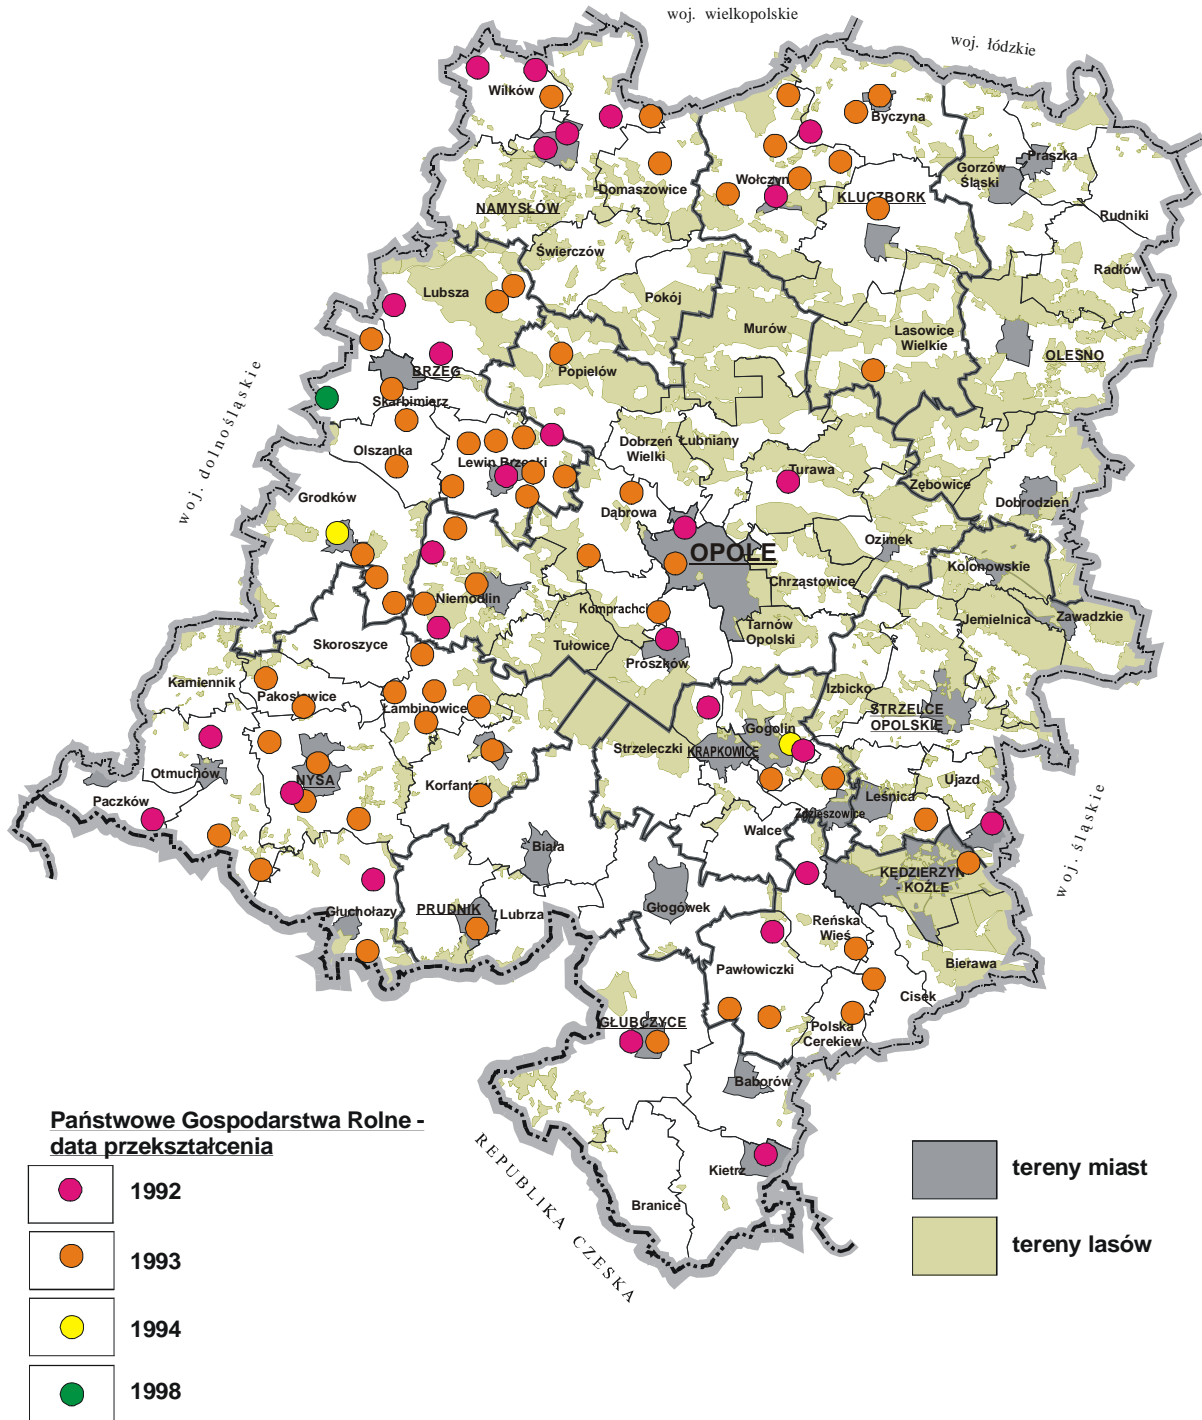 woj. wielkopolskie
woj. łódzkie
Wilków
Byczyna
Praszka
Gorzów
Śląski
Domaszowice
Wołczyn
KLUCZBORK
NAMYSŁÓW
Rudniki
Świerczów
Radłów
Lubsza
Pokój
Murów
Lasowice
Wielkie
OLESNO
BRZEG
Popielów
Skarbimierz
woj. dolnośląskie
Olszanka
Dobrzeń
Wielki
Łubniany
Lewin Brzeski
Turawa
Zębowice
Grodków
Dąbrowa
Dobrodzień
OPOLE
Ozimek
Kolonowskie
Chrząstowice
Niemodlin
Komprachci
Tarnów
Opolski
Jemielnica
Zawadzkie
Skoroszyce
Tułowice
Prószków
Kamiennik
Pakosławice
Łambinowice
Izbicko
STRZELCE
OPOLSKIE
Gogolin
Strzeleczki
KRAPKOWICE
Otmuchów
NYSA
Korfantów
Ujazd
Leśnica
Paczków
Zdzieszowice
Walce
woj. śląskie
Biała
KĘDZIERZYN
- KOŹLE
Głuchołazy
PRUDNIK
Lubrza
Głogówek
Reńska
Wieś
Bierawa
Pawłowiczki
Cisek
GŁUBCZYCE
Polska
Cerekiew
Baborów
Kietrz
Branice
REPUBLIKA CZESKA
Państwowe Gospodarstwa Rolne -
data przekształcenia
1992
1993
1994
1998
tereny miast
tereny lasów